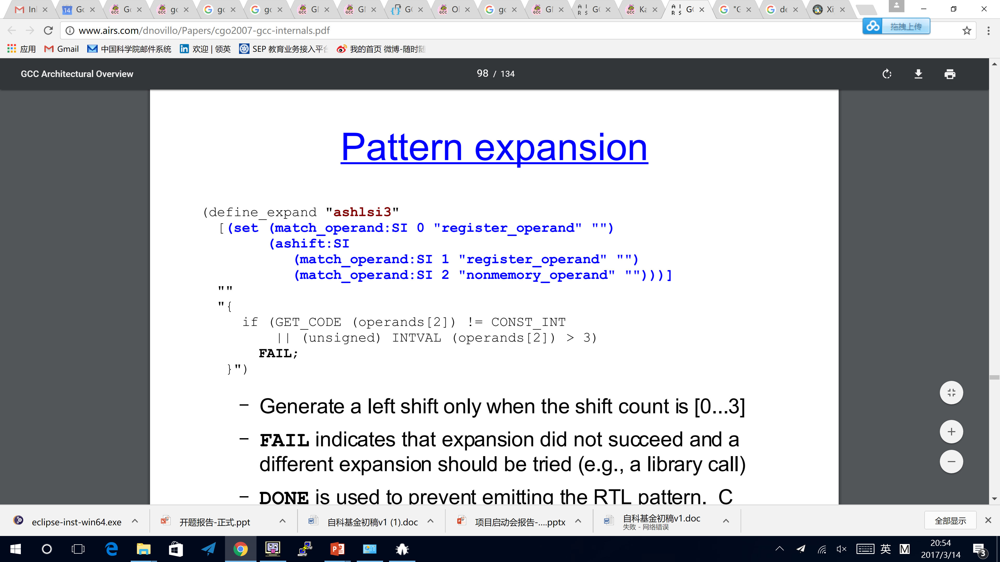 In
Gc
Gc
gc
gc
gc
Gl
Gl
G(
Ol
gc
Gl
G(
Ka
G(
"G
de
Xi
www.airs.com/dnovillo/Papers/cgo2007-gcc-internals.pdf
拖拽上传
应用 Gmail 中国科学院邮件系统 欢迎 | 领英 SEP 教育业务接入平台 我的首页 微博-随时随
GCC Architectural Overview
98 / 134
Pattern expansion
(define_expand "ashlsi3"
[(set (match_operand:SI 0 "register_operand" "")
(ashift:SI
(match_operand:SI 1 "register_operand" "")
(match_operand:SI 2 "nonmemory_operand" "")))]
""
"{
if (GET_CODE (operands[2]) != CONST_INT
|| (unsigned) INTVAL (operands[2]) > 3)
FAIL;
}")
– Generate a left shift only when the shift count is [0...3]
– FAIL indicates that expansion did not succeed and a
different expansion should be tried (e.g., a library call)
– DONE is used to prevent emitting the RTL pattern. C
eclipse-inst-win64.exe
开题报告-正式.ppt
自科基金初稿v1 (1).doc
项目启动会报告-....pptx
自科基金初稿v1.doc
失败 - 网络错误
全部显示
英
20:54
2017/3/14
3